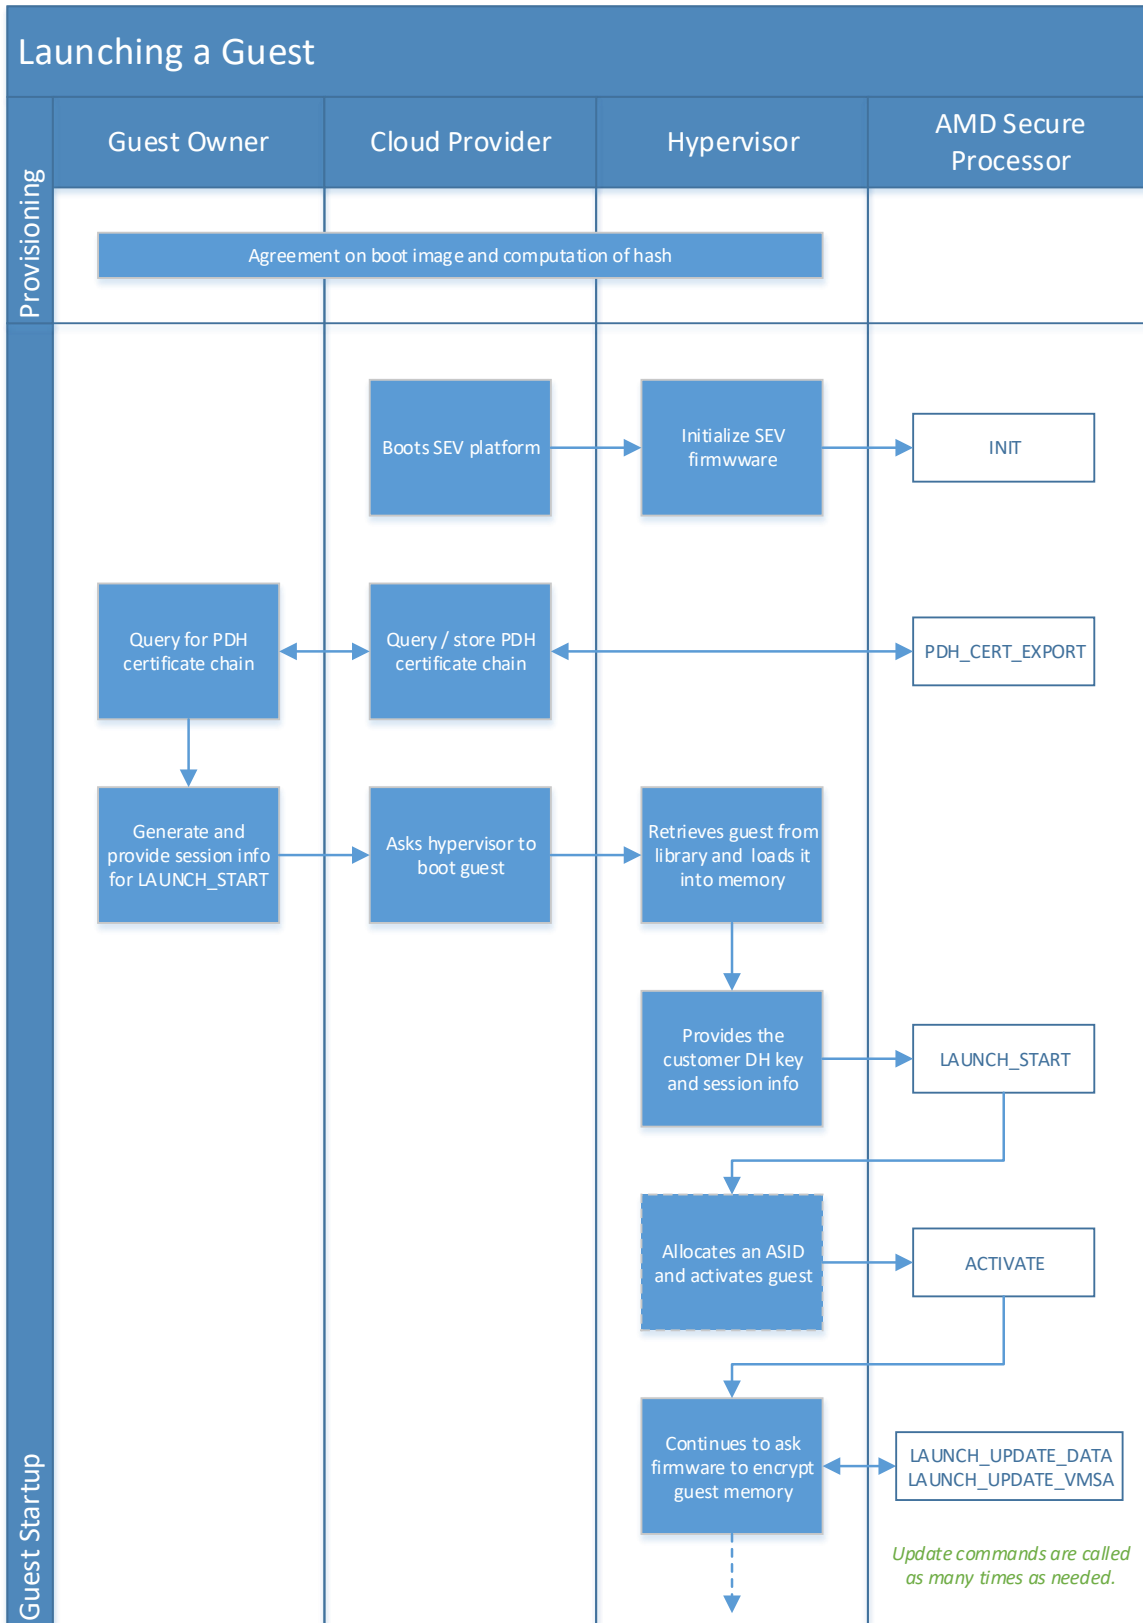 Launching a Guest
Guest Owner
Cloud Provider
Hypervisor
AMD Secure
Processor
Provisioning
Agreement on boot image and computation of hash
Boots SEV platform
Initialize SEV
firmwware
INIT
Query for PDH
certificate chain
Query / store PDH
certificate chain
PDH_CERT_EXPORT
Generate and
provide session info
for LAUNCH_START
Asks hypervisor to
boot guest
Retrieves guest from
library and loads it
into memory
Provides the
customer DH key
and session info
LAUNCH_START
Allocates an ASID
and activates guest
ACTIVATE
Guest Startup
Continues to ask
firmware to encrypt
guest memory
LAUNCH_UPDATE_DATA
LAUNCH_UPDATE_VMSA
Update commands are called
as many times as needed.